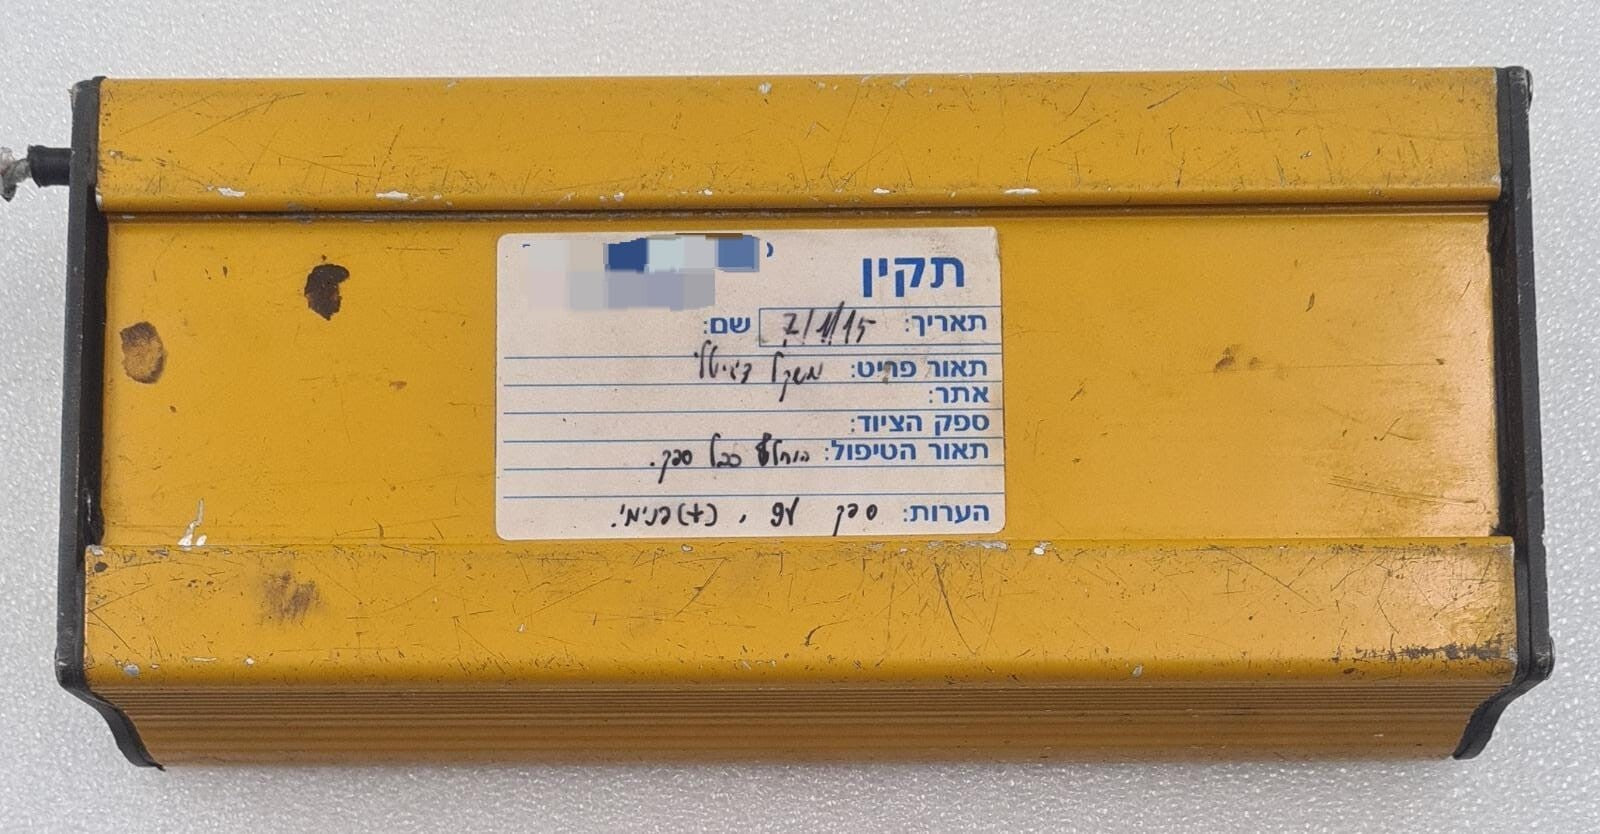 תקין
תאריך: 7/1/15 שם:
תאור פריט: משקל דיגיטלי
אתר:
ספק הציוד:
תאור הטיפול: הוחלף כבל ספק.
הערות: ספק 9V, (+) פנימי.